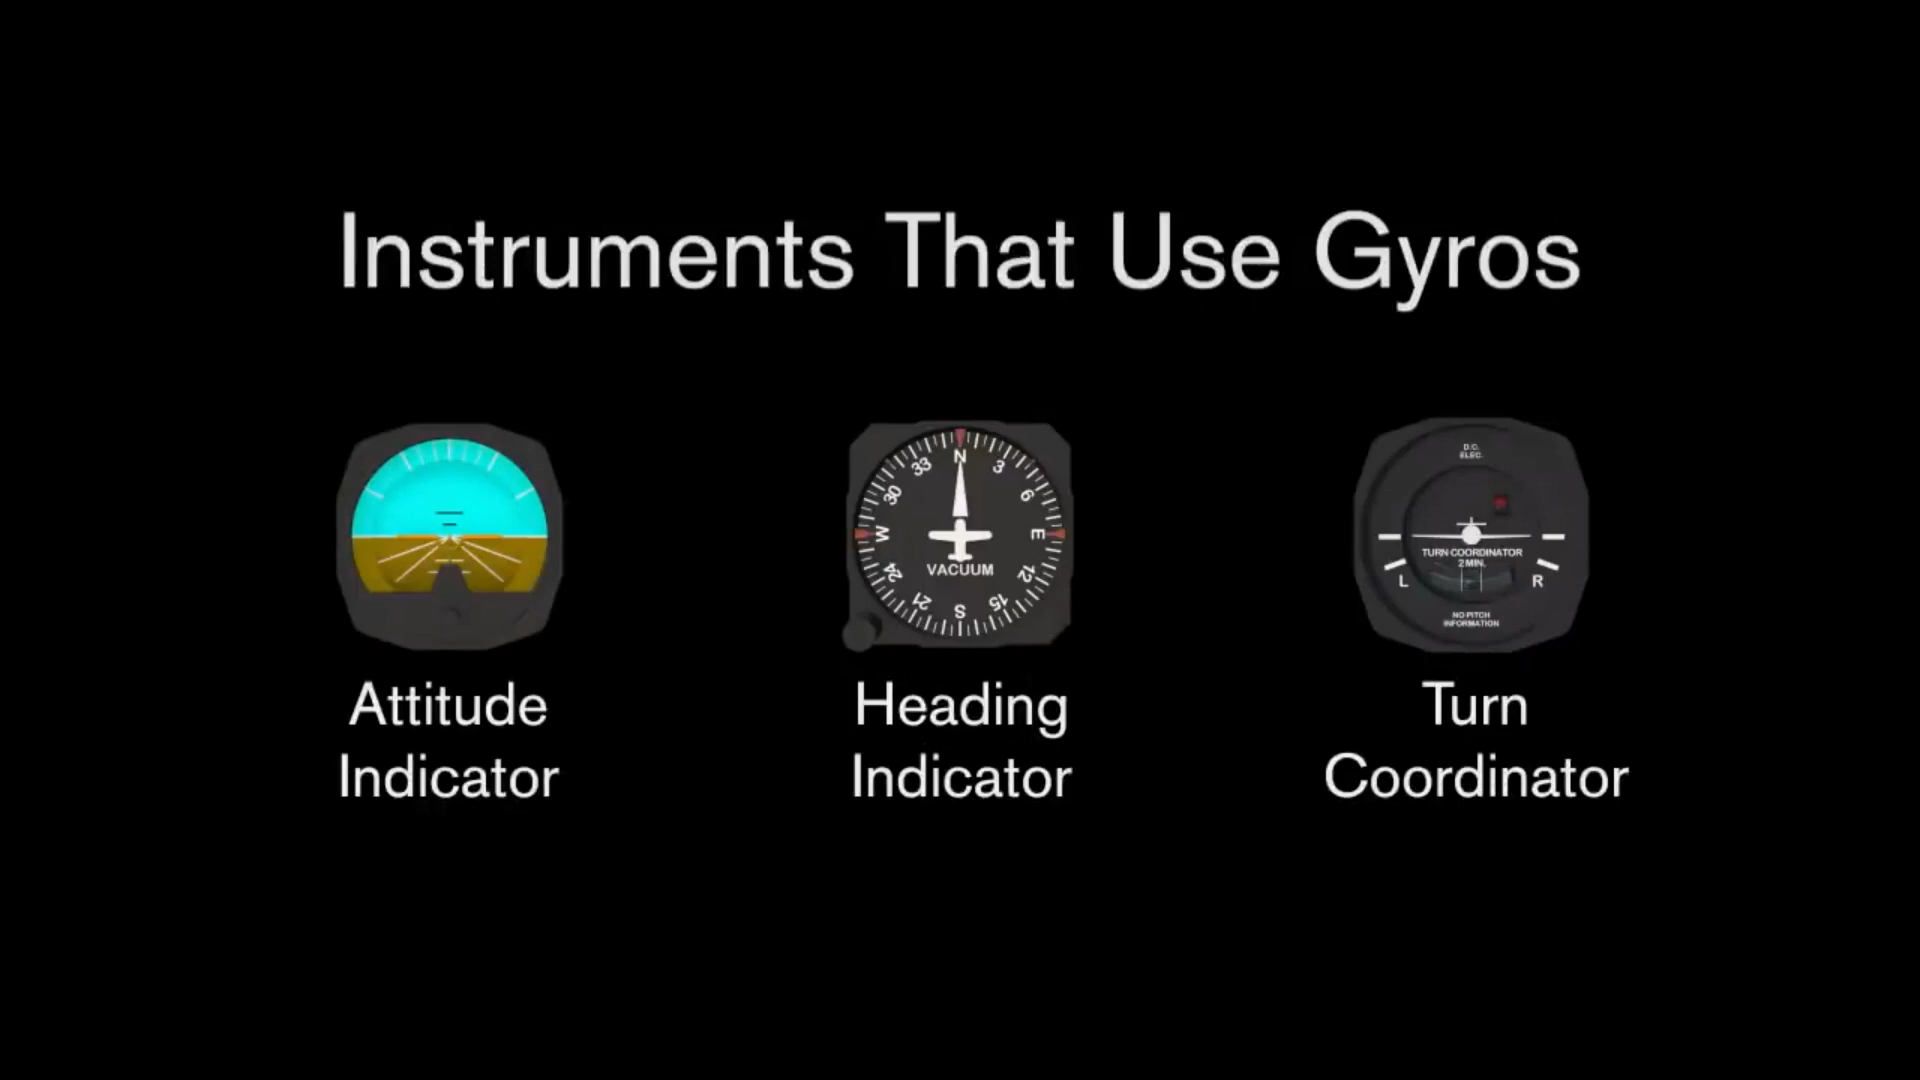 Instruments That Use Gyros
N
33
3
30
6
W
E
VACUUM
24
12
21
15
S
D.C.
ELEC.
TURN COORDINATOR
2 MIN.
L
R
NO PITCH
INFORMATION
Attitude
Indicator
Heading
Indicator
Turn
Coordinator